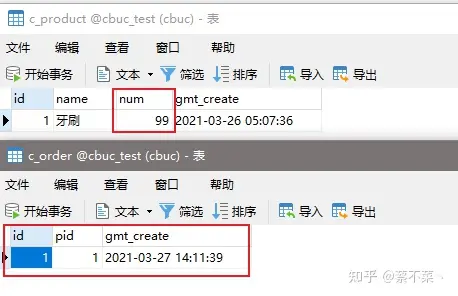 c_product @cbuc_test (cbuc) - 表
文件 编辑 查看 窗口 帮助
开始事务 文本 筛选 排序 导入 导出
id name num gmt_create
1 牙刷 99 2021-03-26 05:07:36
c_order @cbuc_test (cbuc) - 表
文件 编辑 查看 窗口 帮助
开始事务 文本 筛选 排序 导入 导出
id pid gmt_create
1 1 2021-03-27 14:11:39
知乎 @蔡不菜